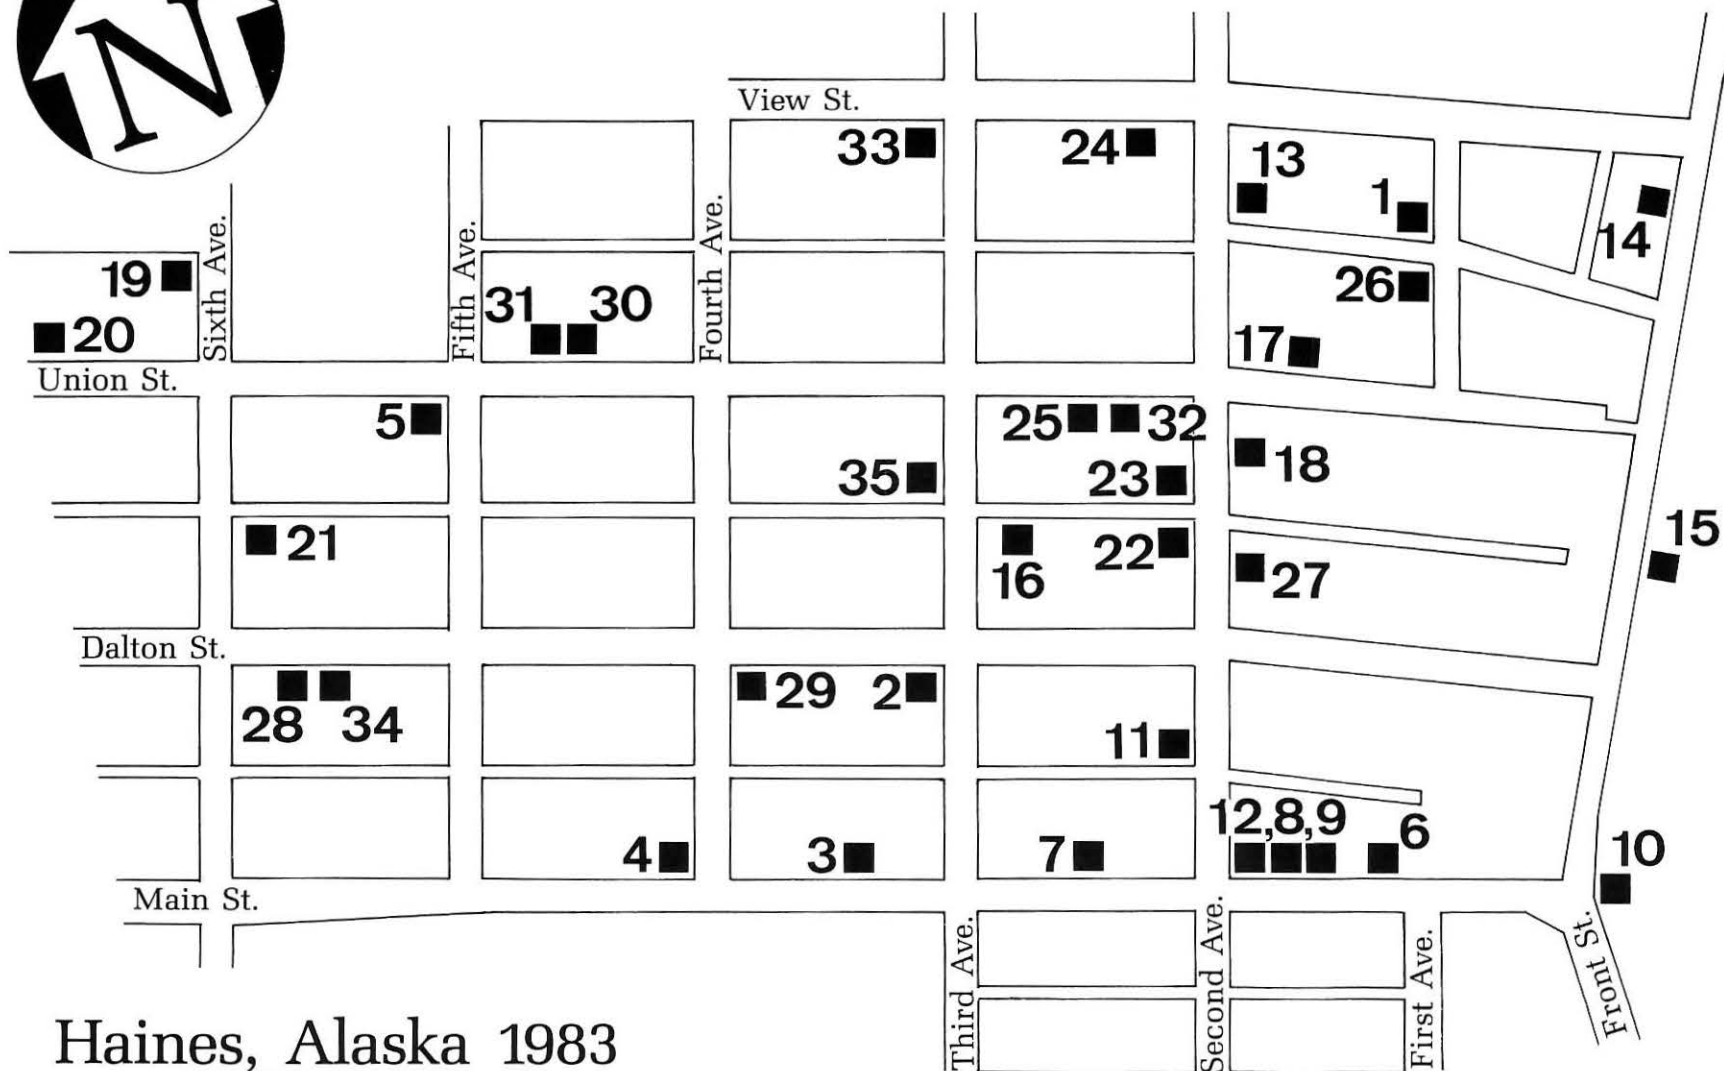 N
View St.
33
24
13
1
14
Sixth Ave.
Fifth Ave.
Fourth Ave.
19
20
31
30
26
17
Union St.
5
25
32
35
23
18
15
21
16
22
27
Dalton St.
28
34
29
2
11
12,8,9
6
4
3
7
10
Main St.
Third Ave.
Second Ave.
First Ave.
Front St.
Haines, Alaska 1983